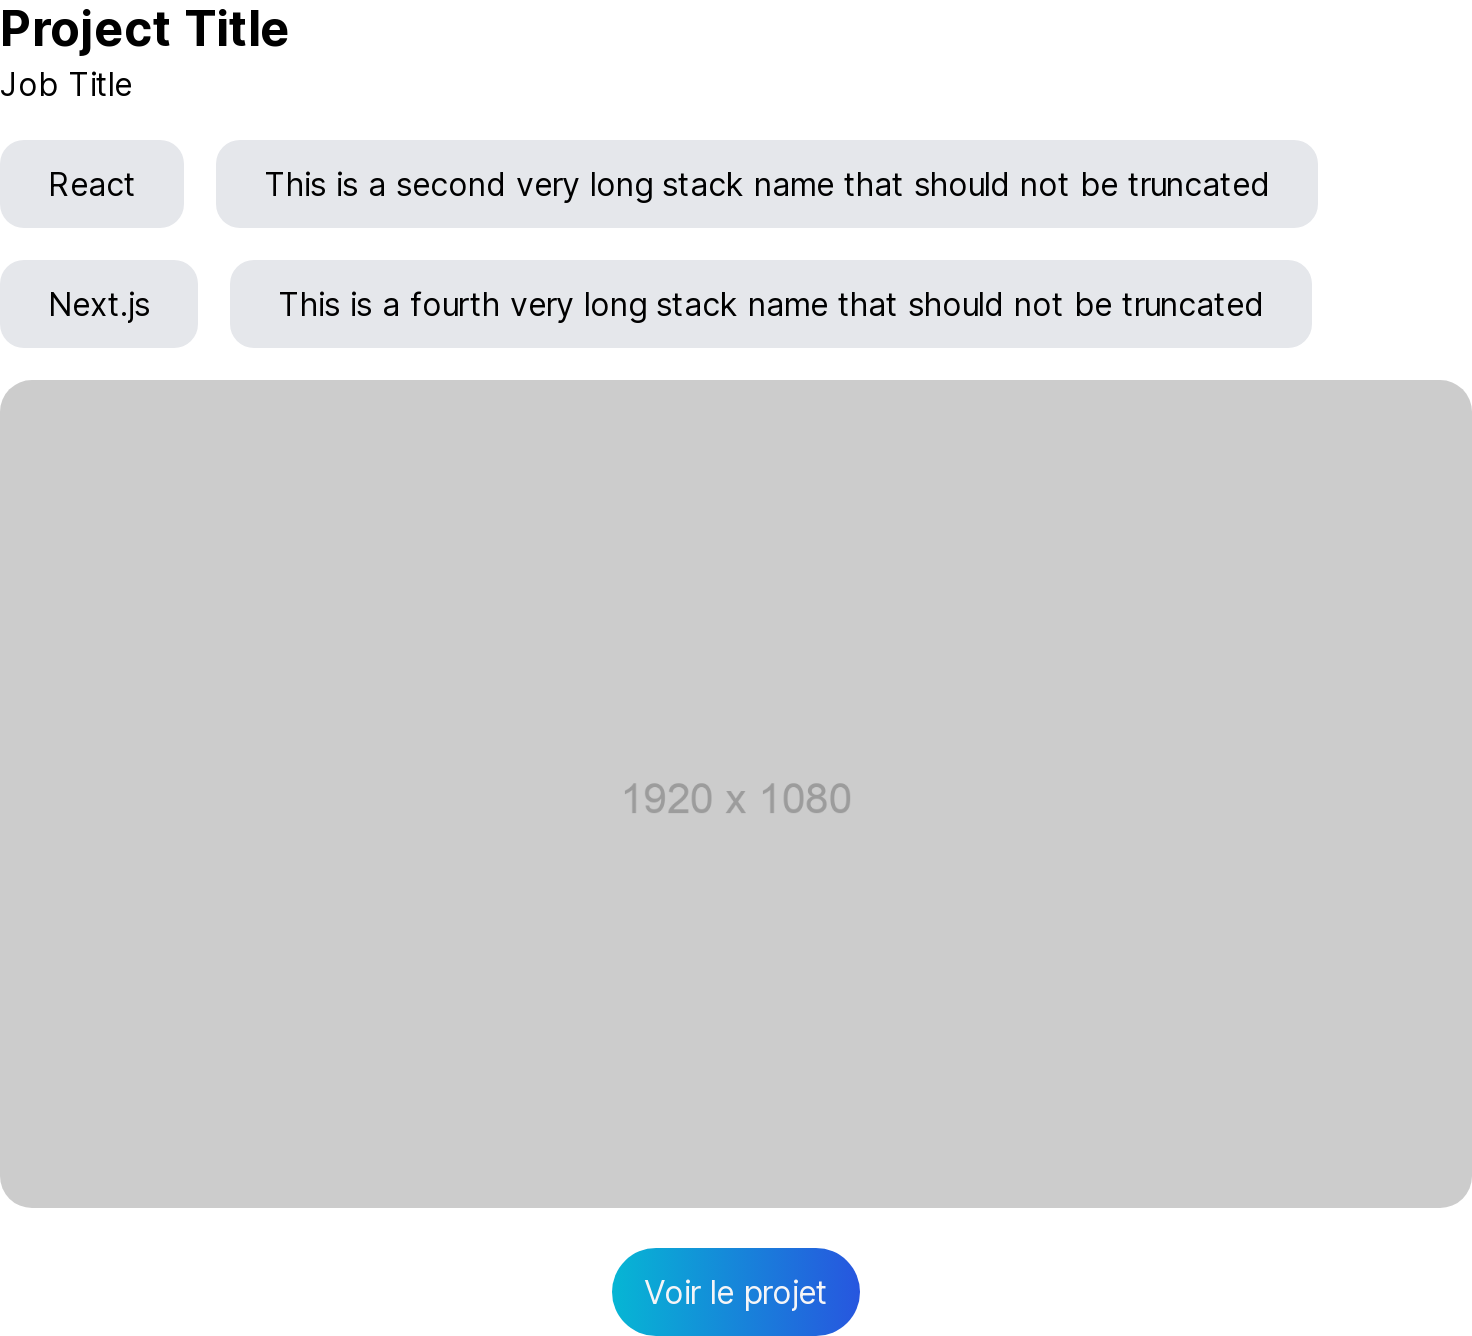 Project Title
Job Title
React
This is a second very long stack name that should not be truncated
Next.js
This is a fourth very long stack name that should not be truncated
1920 x 1080
Voir le projet